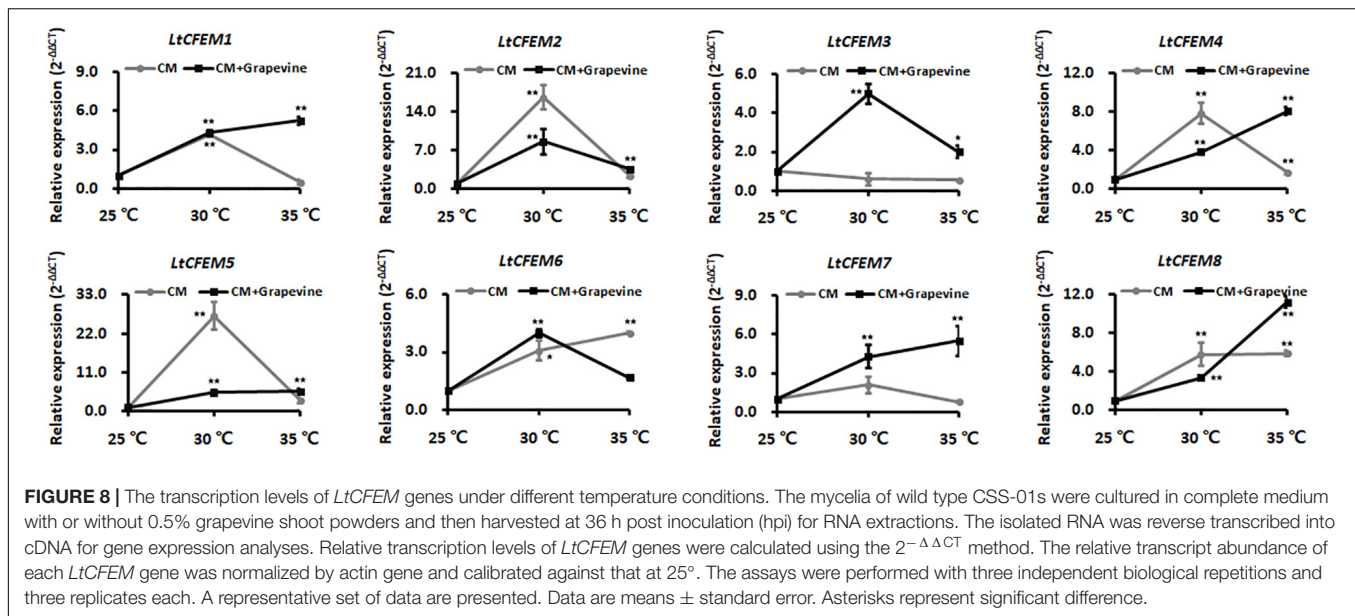 LtCFEM1
CM CM+Grapevine
Relative expression (2-ΔΔCT)
9.0
6.0
3.0
0.0
**
**
**
25 ℃ 30 ℃ 35 ℃
LtCFEM2
CM CM+Grapevine
Relative expression (2-ΔΔCT)
21.0
14.0
7.0
0.0
**
**
**
25 ℃ 30 ℃ 35 ℃
LtCFEM3
CM CM+Grapevine
Relative expression (2-ΔΔCT)
6.0
4.0
2.0
0.0
**
*
25 ℃ 30 ℃ 35 ℃
LtCFEM4
CM CM+Grapevine
Relative expression (2-ΔΔCT)
12.0
8.0
4.0
0.0
**
**
**
**
25 ℃ 30 ℃ 35 ℃
LtCFEM5
CM CM+Grapevine
Relative expression (2-ΔΔCT)
33.0
22.0
11.0
0.0
**
**
**
25 ℃ 30 ℃ 35 ℃
LtCFEM6
CM CM+Grapevine
Relative expression (2-ΔΔCT)
6.0
3.0
0.0
**
*
**
25 ℃ 30 ℃ 35 ℃
LtCFEM7
CM CM+Grapevine
Relative expression (2-ΔΔCT)
9.0
6.0
3.0
0.0
**
**
25 ℃ 30 ℃ 35 ℃
LtCFEM8
CM CM+Grapevine
Relative expression (2-ΔΔCT)
12.0
8.0
4.0
0.0
**
**
**
**
25 ℃ 30 ℃ 35 ℃
FIGURE 8 | The transcription levels of LtCFEM genes under different temperature conditions. The mycelia of wild type CSS-01s were cultured in complete medium
with or without 0.5% grapevine shoot powders and then harvested at 36 h post inoculation (hpi) for RNA extractions. The isolated RNA was reverse transcribed into
cDNA for gene expression analyses. Relative transcription levels of LtCFEM genes were calculated using the 2−ΔΔCT method. The relative transcript abundance of
each LtCFEM gene was normalized by actin gene and calibrated against that at 25°. The assays were performed with three independent biological repetitions and
three replicates each. A representative set of data are presented. Data are means ± standard error. Asterisks represent significant difference.